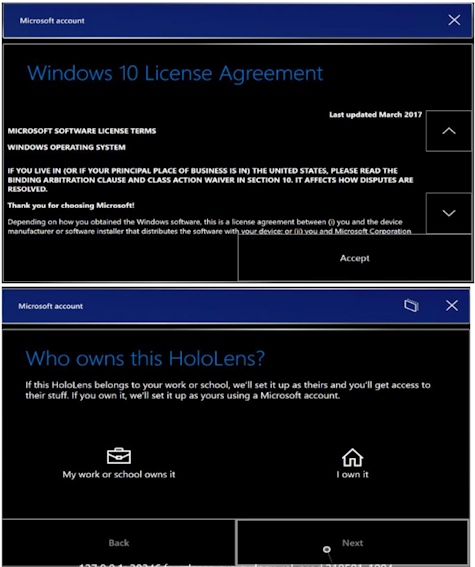 Microsoft account
Windows 10 License Agreement
Last updated March 2017
MICROSOFT SOFTWARE LICENSE TERMS
WINDOWS OPERATING SYSTEM
IF YOU LIVE IN (OR IF YOUR PRINCIPAL PLACE OF BUSINESS IS IN) THE UNITED STATES, PLEASE READ THE
BINDING ARBITRATION CLAUSE AND CLASS ACTION WAIVER IN SECTION 10. IT AFFECTS HOW DISPUTES ARE
RESOLVED.
Thank you for choosing Microsoft!
Depending on how you obtained the Windows software, this is a license agreement between (i) you and the device
manufacturer or software installer that distributes the software with your device; or (ii) you and Microsoft Corporation
Accept
Microsoft account
Who owns this HoloLens?
If this HoloLens belongs to your work or school, we'll set it up as theirs and you'll get access to
their stuff. If you own it, we'll set it up as yours using a Microsoft account.
My work or school owns it
I own it
Back
Next